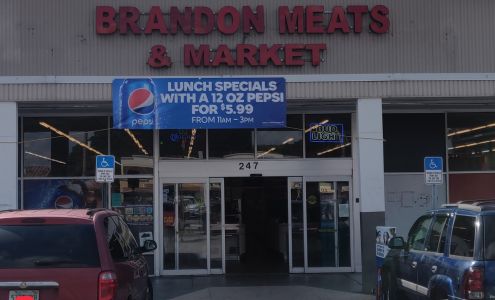 BRANDON MEATS
& MARKET
LUNCH SPECIALS
WITH A 12 OZ PEPSI
FOR $5.99
FROM 11AM – 3PM
pepsi
BUD
LIGHT
247